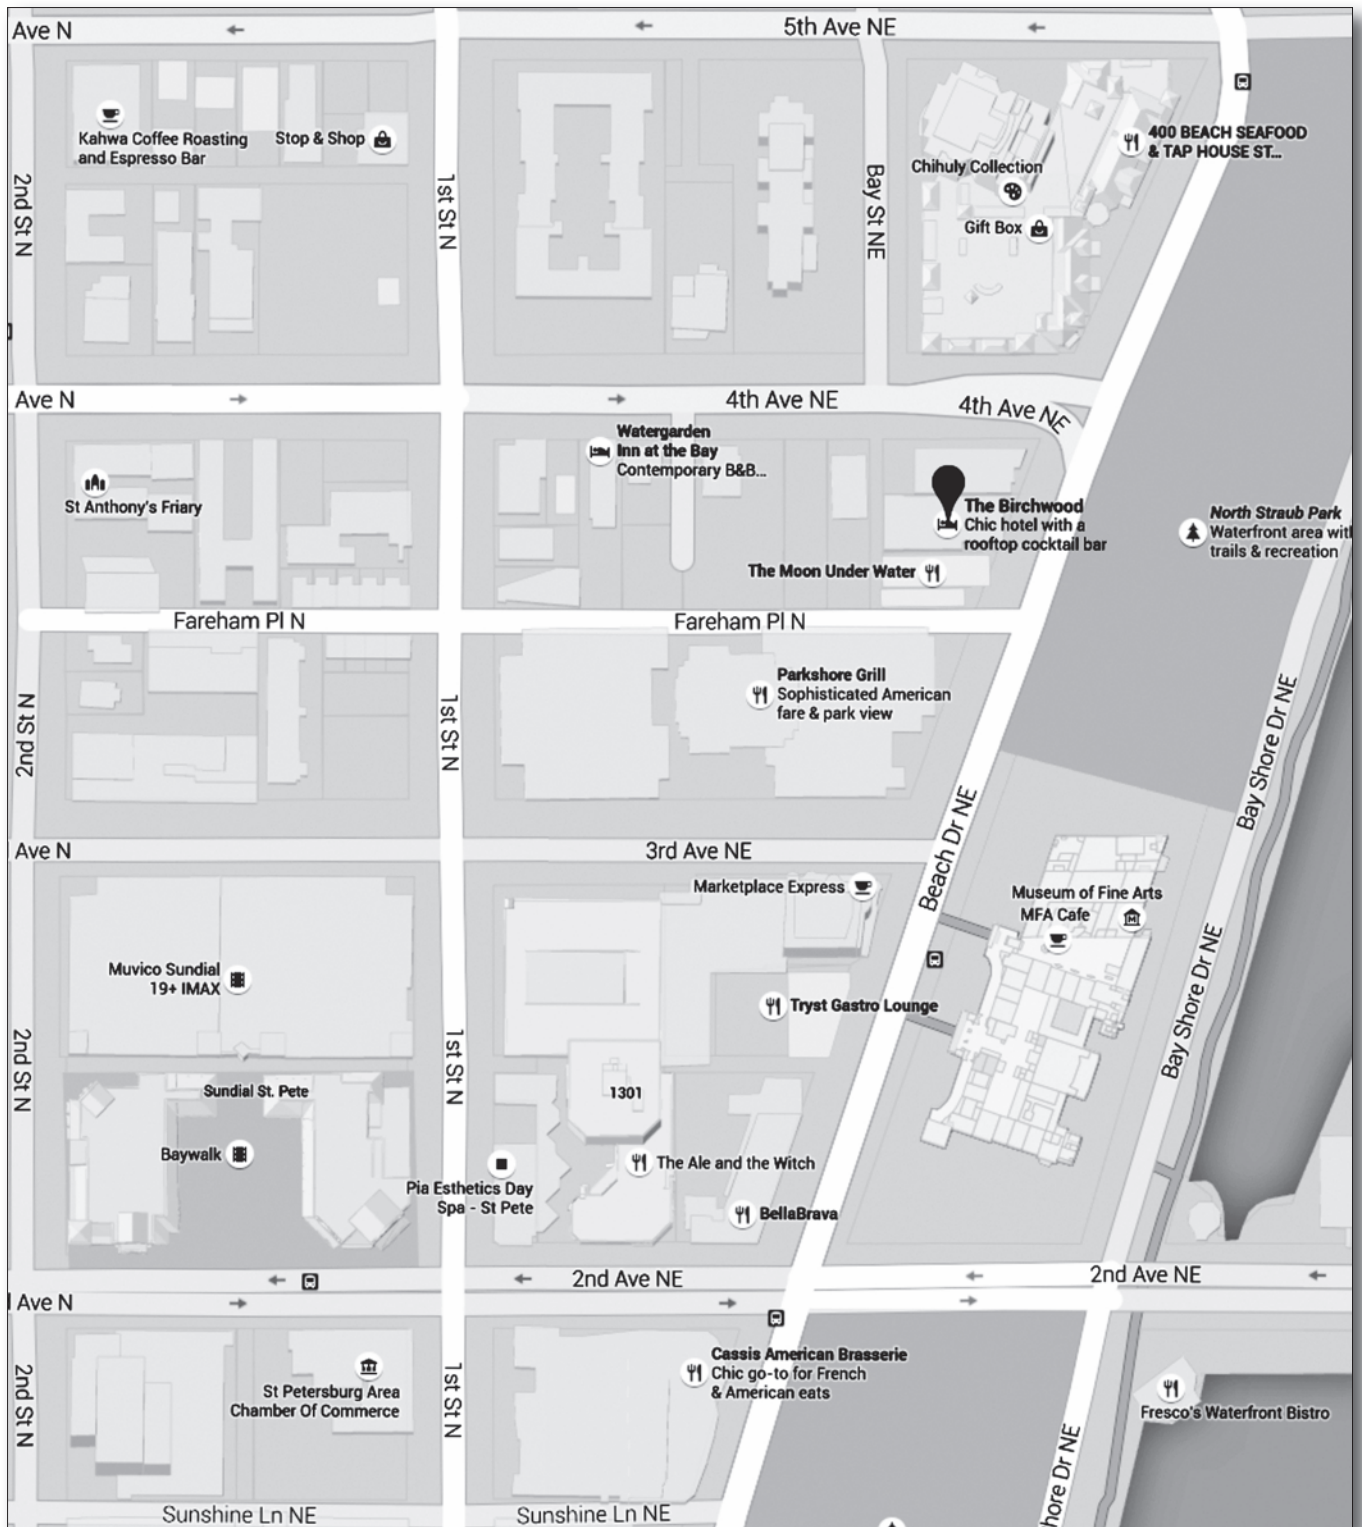 Ave N
5th Ave NE
Kahwa Coffee Roasting
and Espresso Bar
Stop & Shop
400 BEACH SEAFOOD
& TAP HOUSE ST...
Chihuly Collection
Gift Box
2nd St N
1st St N
Bay St NE
Ave N
4th Ave NE
4th Ave NE
Watergarden
Inn at the Bay
Contemporary B&B...
St Anthony's Friary
The Birchwood
Chic hotel with a
rooftop cocktail bar
North Straub Park
Waterfront area with
trails & recreation
The Moon Under Water
Fareham Pl N
Fareham Pl N
Parkshore Grill
Sophisticated American
fare & park view
2nd St N
1st St N
Bay Shore Dr NE
Beach Dr NE
Ave N
3rd Ave NE
Marketplace Express
Museum of Fine Arts
MFA Cafe
Muvico Sundial
19+ IMAX
Tryst Gastro Lounge
Bay Shore Dr NE
2nd St N
1st St N
Sundial St. Pete
1301
Baywalk
The Ale and the Witch
Pia Esthetics Day
Spa - St Pete
BellaBrava
2nd Ave NE
2nd Ave NE
l Ave N
Cassis American Brasserie
Chic go-to for French
& American eats
2nd St N
St Petersburg Area
Chamber Of Commerce
1st St N
Fresco's Waterfront Bistro
hore Dr NE
Sunshine Ln NE
Sunshine Ln NE